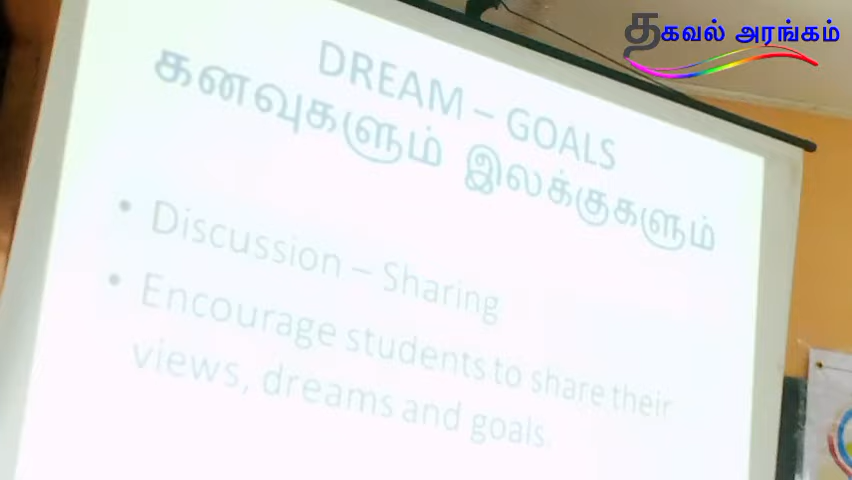 தகவல் அரங்கம்
DREAM – GOALS
கனவுகளும் இலக்குகளும்
• Discussion – Sharing
• Encourage students to share their
views, dreams and goals.